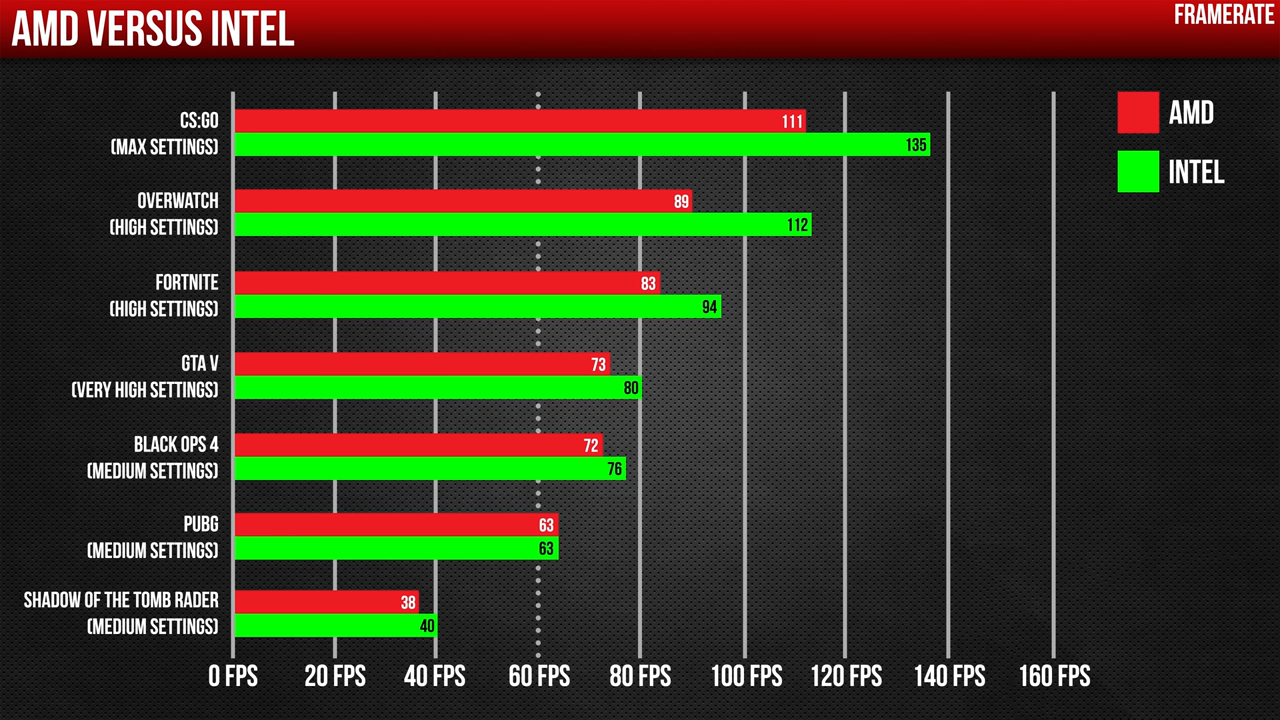 AMD VERSUS INTEL
FRAMERATE
AMD
INTEL
CS:GO
(MAX SETTINGS)
111
135
OVERWATCH
(HIGH SETTINGS)
89
112
FORTNITE
(HIGH SETTINGS)
83
94
GTA V
(VERY HIGH SETTINGS)
73
80
BLACK OPS 4
(MEDIUM SETTINGS)
72
76
PUBG
(MEDIUM SETTINGS)
63
63
SHADOW OF THE TOMB RADER
(MEDIUM SETTINGS)
38
40
0 FPS 20 FPS 40 FPS 60 FPS 80 FPS 100 FPS 120 FPS 140 FPS 160 FPS